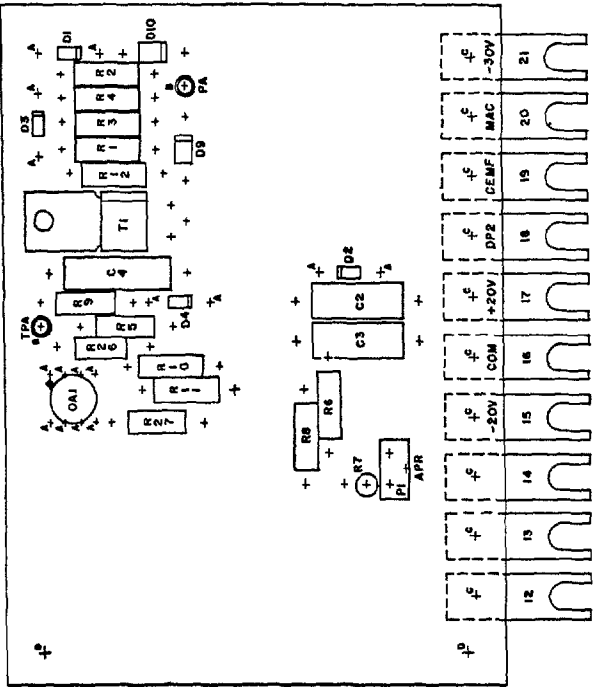 D1
D10
A
A
R2
B
PA
A
R4
D3
R3
R1
D9
A
R12
T1
C4
A
D2
A
R9
A
D4
A
C2
TPA
B
R5
R26
C3
A A A A
OA1
A A A A
R10
R11
R27
R8
R6
R7
P1
APR
D
D
C
-30V
21
C
MAC
20
C
CEMF
19
C
DP2
18
C
+20V
17
C
COM
16
C
-20V
15
C
14
C
13
C
12